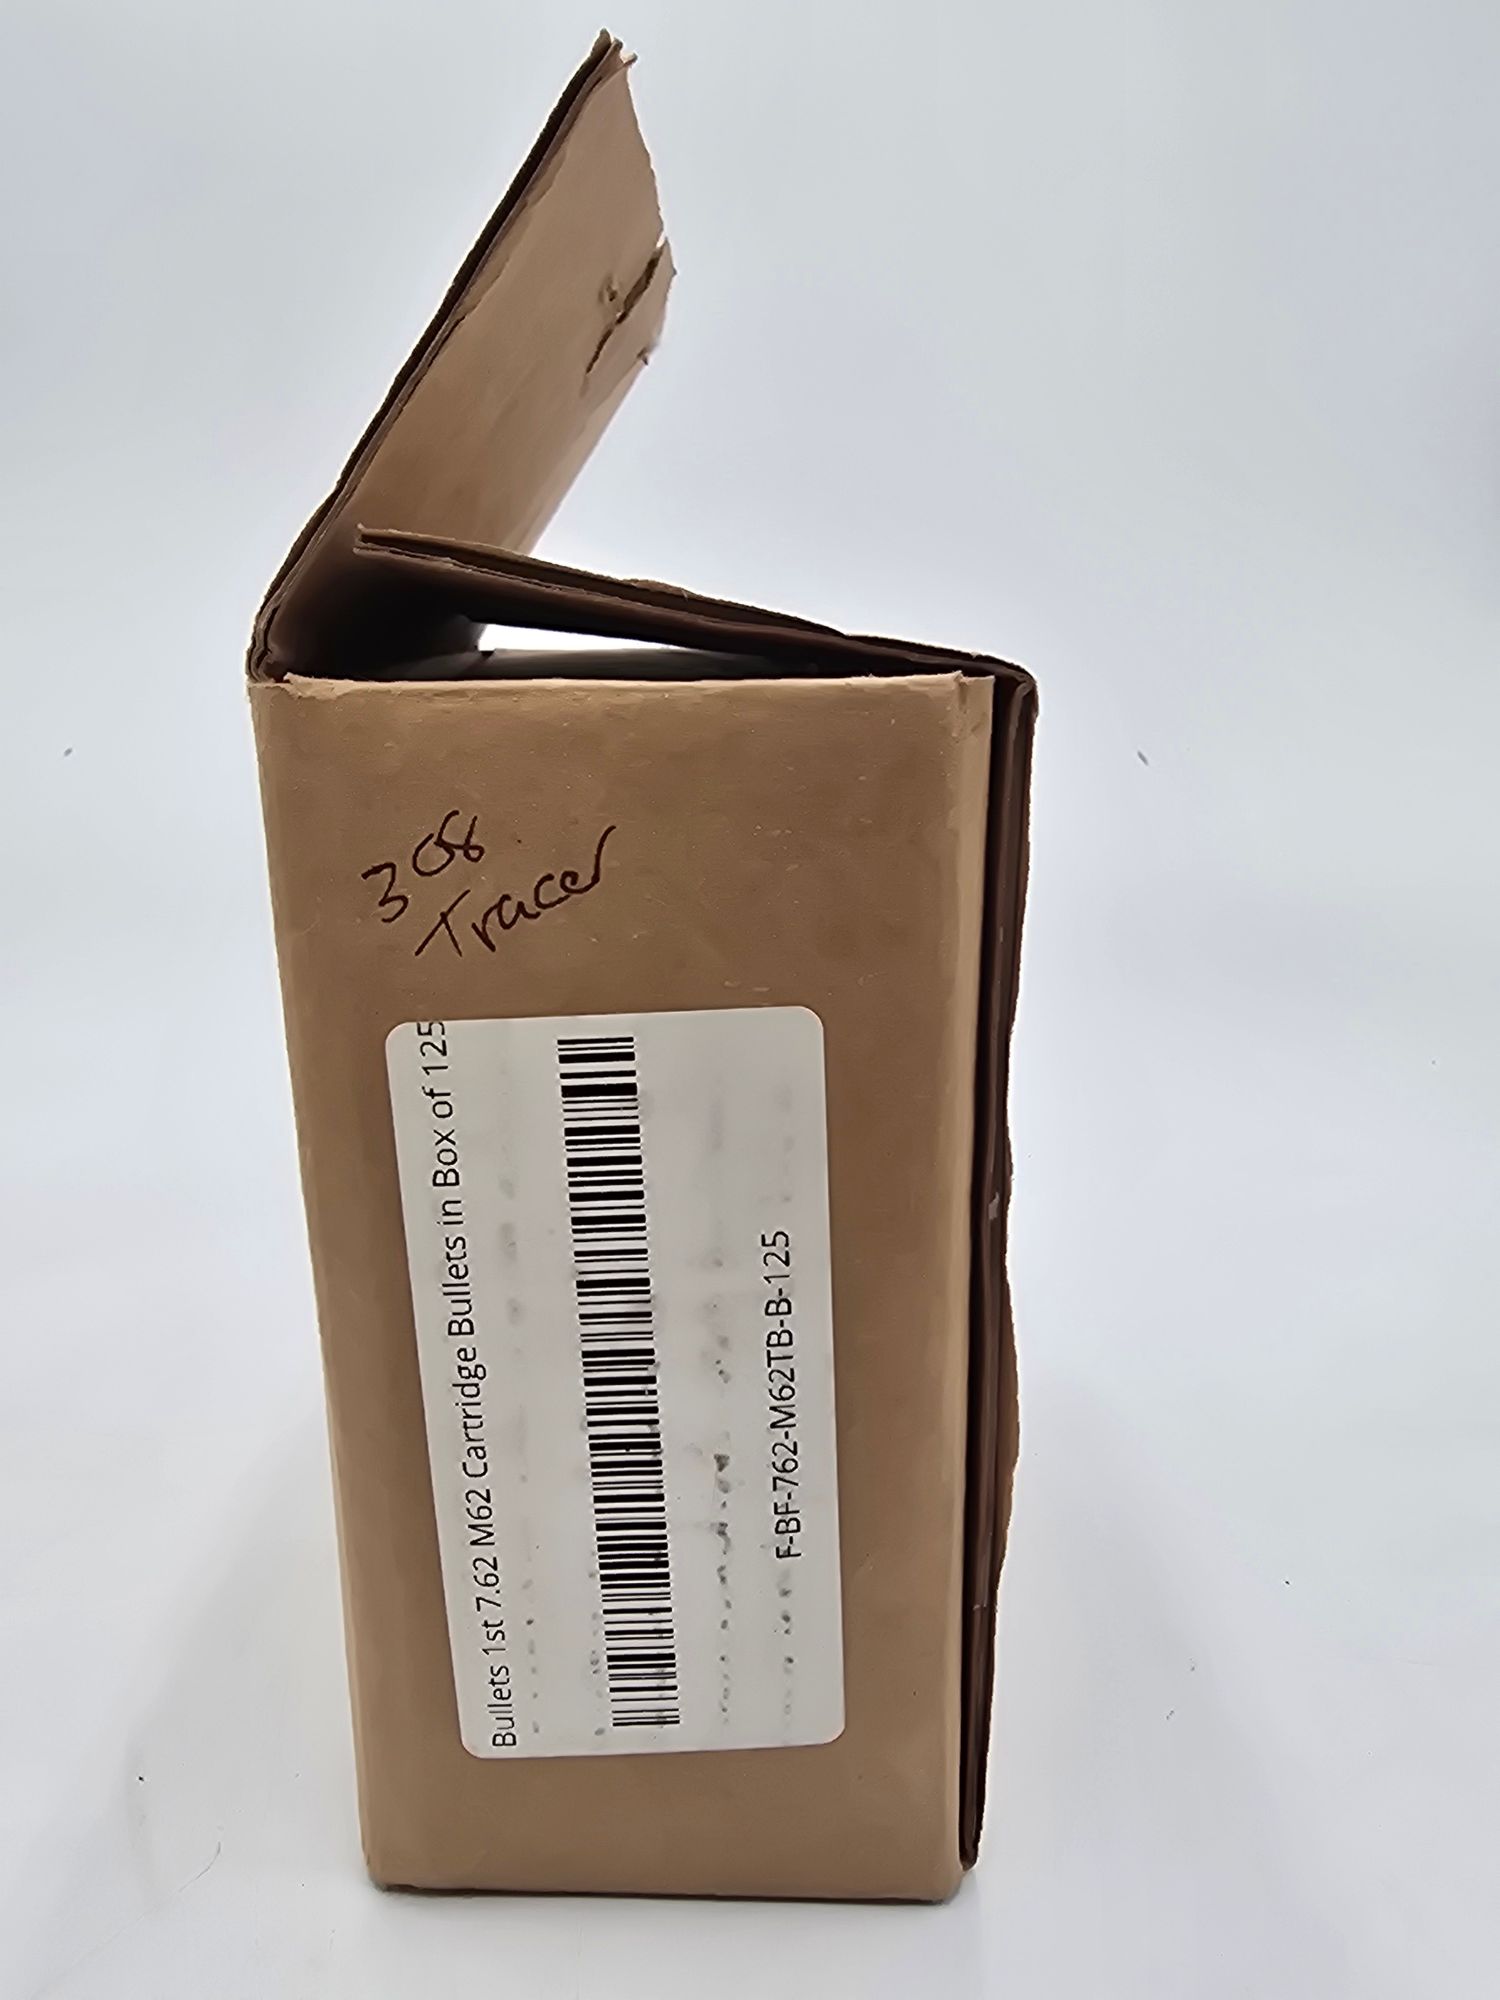 308
Tracer
Bullets 1st 7.62 M62 Cartridge Bullets in Box of 125
F-BF-762-M62TB-B-125